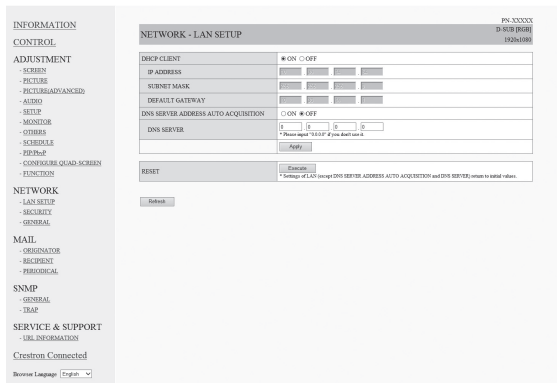 INFORMATION
CONTROL
ADJUSTMENT
- SCREEN
- PICTURE
- PICTURE(ADVANCED)
- AUDIO
- SETUP
- MONITOR
- OTHERS
- SCHEDULE
- PIP/PbyP
- CONFIGURE QUAD-SCREEN
- FUNCTION
NETWORK
- LAN SETUP
- SECURITY
- GENERAL
MAIL
- ORIGINATOR
- RECIPIENT
- PERIODICAL
SNMP
- GENERAL
- TRAP
SERVICE & SUPPORT
- URL INFORMATION
Crestron Connected
Browser Language English
PN-XXXXX
NETWORK - LAN SETUP
D-SUB [RGB]
1920x1080
DHCP CLIENT ON OFF
IP ADDRESS . . .
SUBNET MASK . . .
DEFAULT GATEWAY . . .
DNS SERVER ADDRESS AUTO ACQUISITION ON OFF
DNS SERVER 0 . 0 . 0 . 0
* Please input "0.0.0.0" if you don't use it.
Apply
RESET Execute
* Settings of LAN (except DNS SERVER ADDRESS AUTO ACQUISITION and DNS SERVER) return to initial values.
Refresh